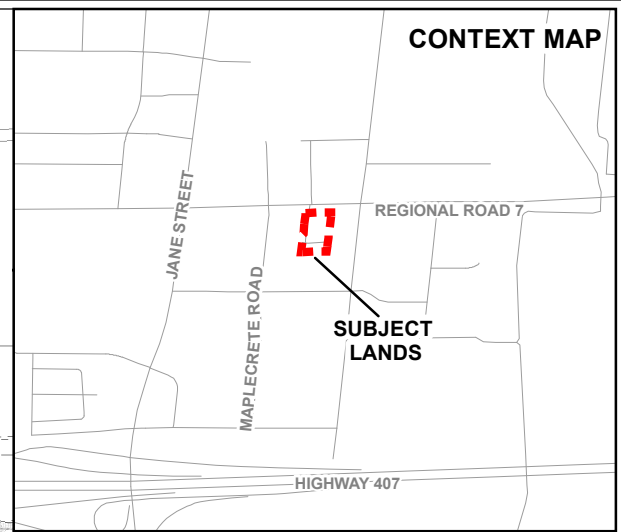 CONTEXT MAP
JANE STREET
REGIONAL ROAD 7
MAPLECRETE ROAD
SUBJECT
LANDS
HIGHWAY 407